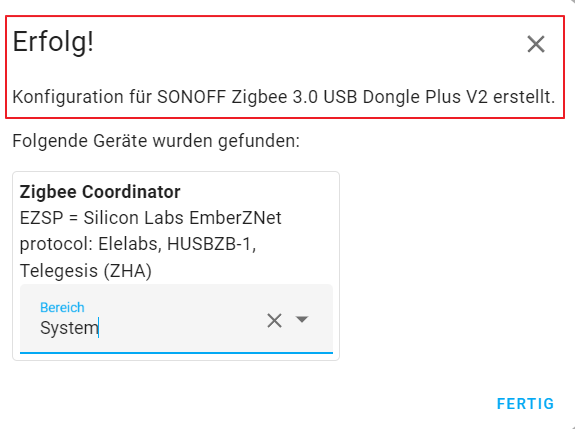 Erfolg!
Konfiguration für SONOFF Zigbee 3.0 USB Dongle Plus V2 erstellt.
Folgende Geräte wurden gefunden:
Zigbee Coordinator
EZSP = Silicon Labs EmberZNet
protocol: Elelabs, HUSBZB-1,
Telegesis (ZHA)
Bereich
System
FERTIG